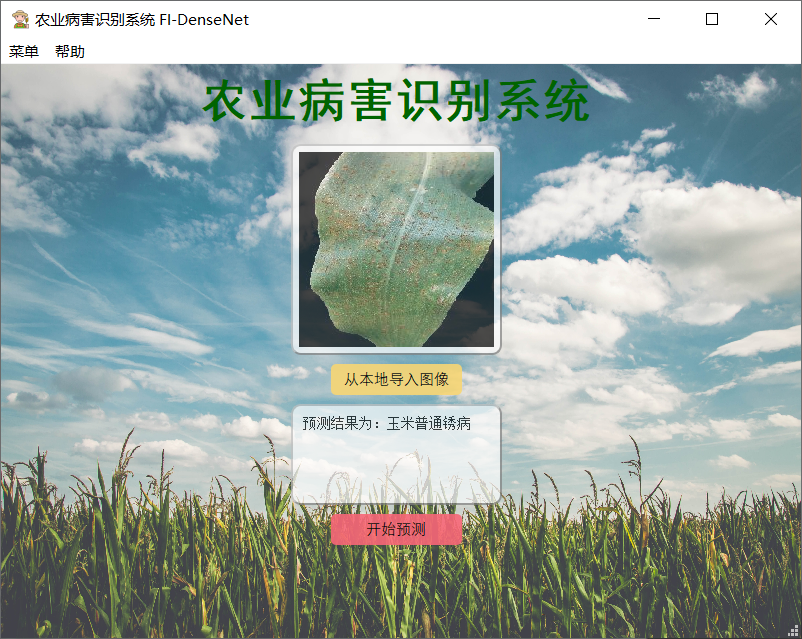 农业病害识别系统 FI-DenseNet
菜单 帮助
农业病害识别系统
从本地导入图像
预测结果为：玉米普通锈病
开始预测